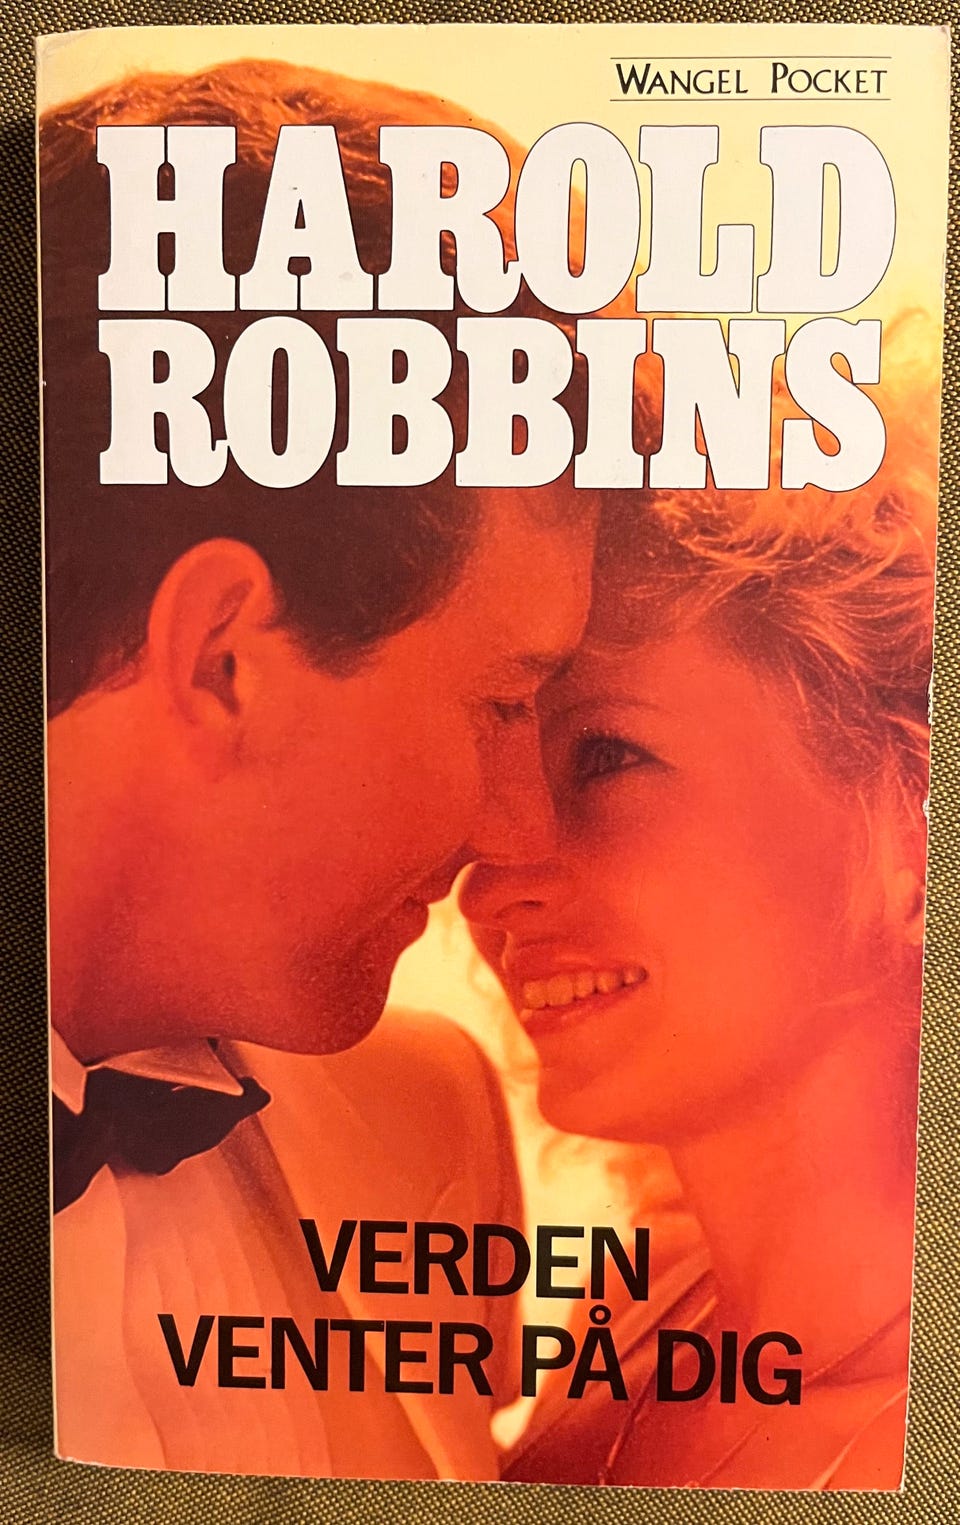 WANGEL POCKET
HAROLD
ROBBINS
VERDEN
VENTER PÅ DIG